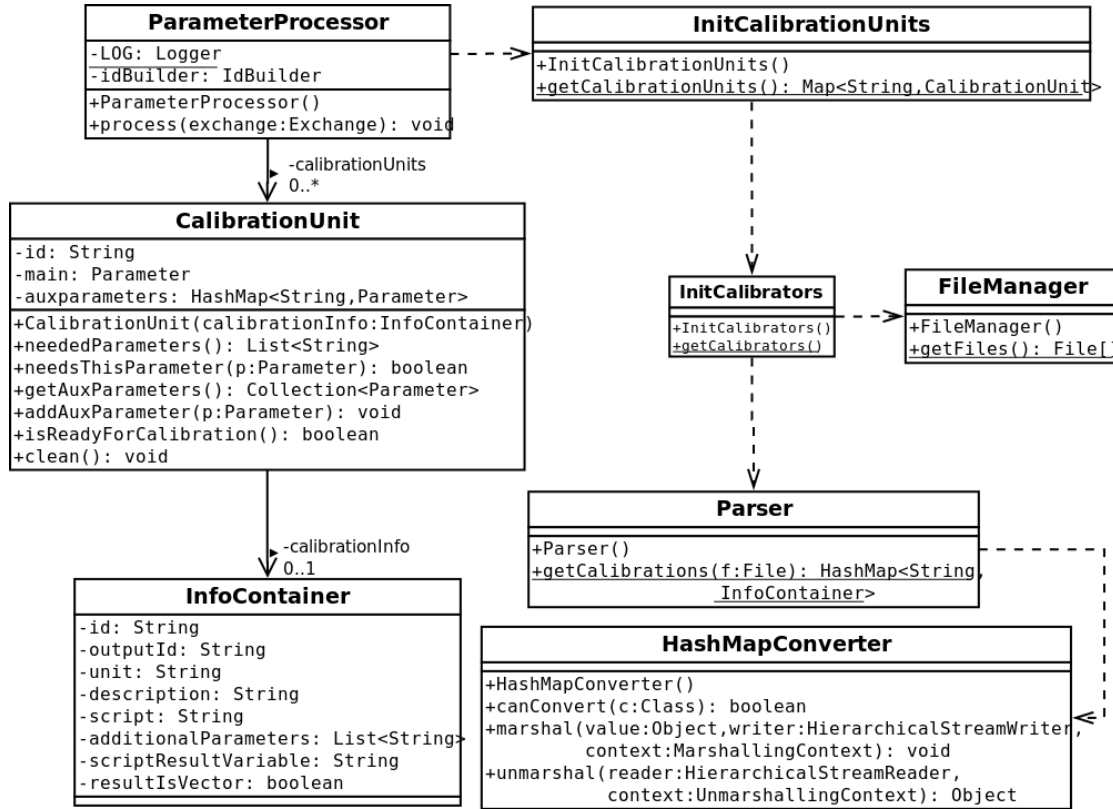 ParameterProcessor
-LOG: Logger
-idBuilder: IdBuilder
+ParameterProcessor()
+process(exchange:Exchange): void
InitCalibrationUnits
+InitCalibrationUnits()
+getCalibrationUnits(): Map<String,CalibrationUnit>
-calibrationUnits
0..*
CalibrationUnit
-id: String
-main: Parameter
-auxparameters: HashMap<String,Parameter>
+CalibrationUnit(calibrationInfo:InfoContainer)
+neededParameters(): List<String>
+needsThisParameter(p:Parameter): boolean
+getAuxParameters(): Collection<Parameter>
+addAuxParameter(p:Parameter): void
+isReadyForCalibration(): boolean
+clean(): void
InitCalibrators
+InitCalibrators()
+getCalibrators()
FileManager
+FileManager()
+getFiles(): File[]
-calibrationInfo
0..1
InfoContainer
-id: String
-outputId: String
-unit: String
-description: String
-script: String
-additionalParameters: List<String>
-scriptResultVariable: String
-resultIsVector: boolean
Parser
+Parser()
+getCalibrations(f:File): HashMap<String,
InfoContainer>
HashMapConverter
+HashMapConverter()
+canConvert(c:Class): boolean
+marshal(value:Object,writer:HierarchicalStreamWriter,
context:MarshallingContext): void
+unmarshal(reader:HierarchicalStreamReader,
context:UnmarshallingContext): Object